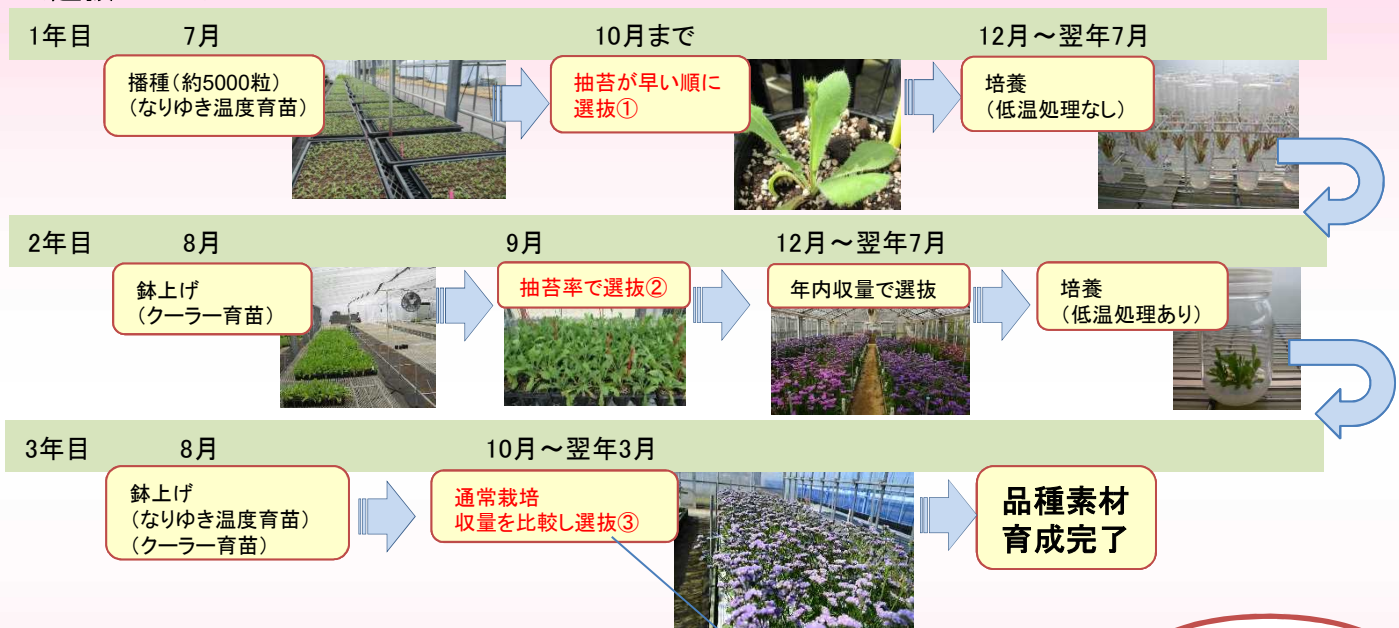 1年目
7月
10月まで
12月～翌年7月
播種（約5000粒）
（なりゆき温度育苗）
抽苔が早い順に
選抜①
培養
（低温処理なし）
2年目
8月
9月
12月～翌年7月
鉢上げ
（クーラー育苗）
抽苔率で選抜②
年内収量で選抜
培養
（低温処理あり）
3年目
8月
10月～翌年3月
鉢上げ
（なりゆき温度育苗）
（クーラー育苗）
通常栽培
収量を比較し選抜③
品種素材
育成完了